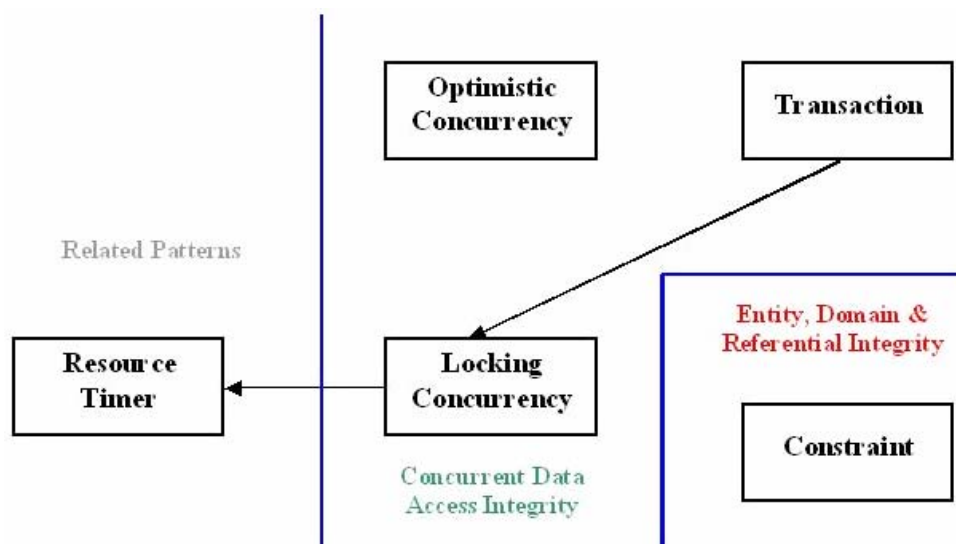 Optimistic
Concurrency
Transaction
Related Patterns
Entity, Domain &
Referential Integrity
Resource
Timer
Locking
Concurrency
Constraint
Concurrent Data
Access Integrity